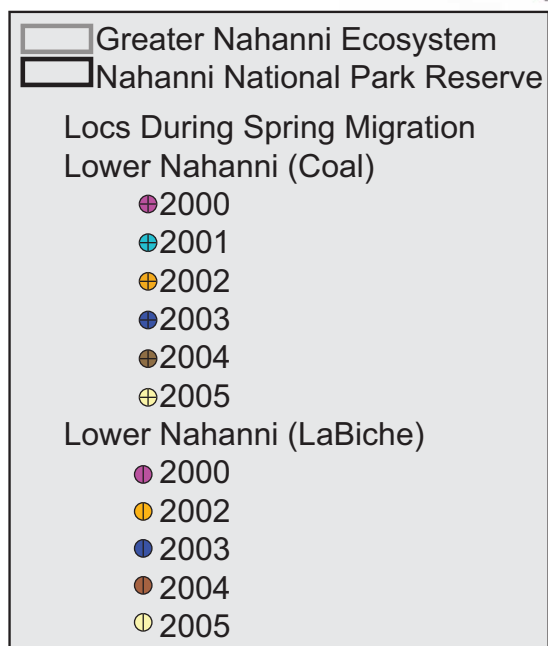 Greater Nahanni Ecosystem
Nahanni National Park Reserve
Locs During Spring Migration
Lower Nahanni (Coal)
2000
2001
2002
2003
2004
2005
Lower Nahanni (LaBiche)
2000
2002
2003
2004
2005